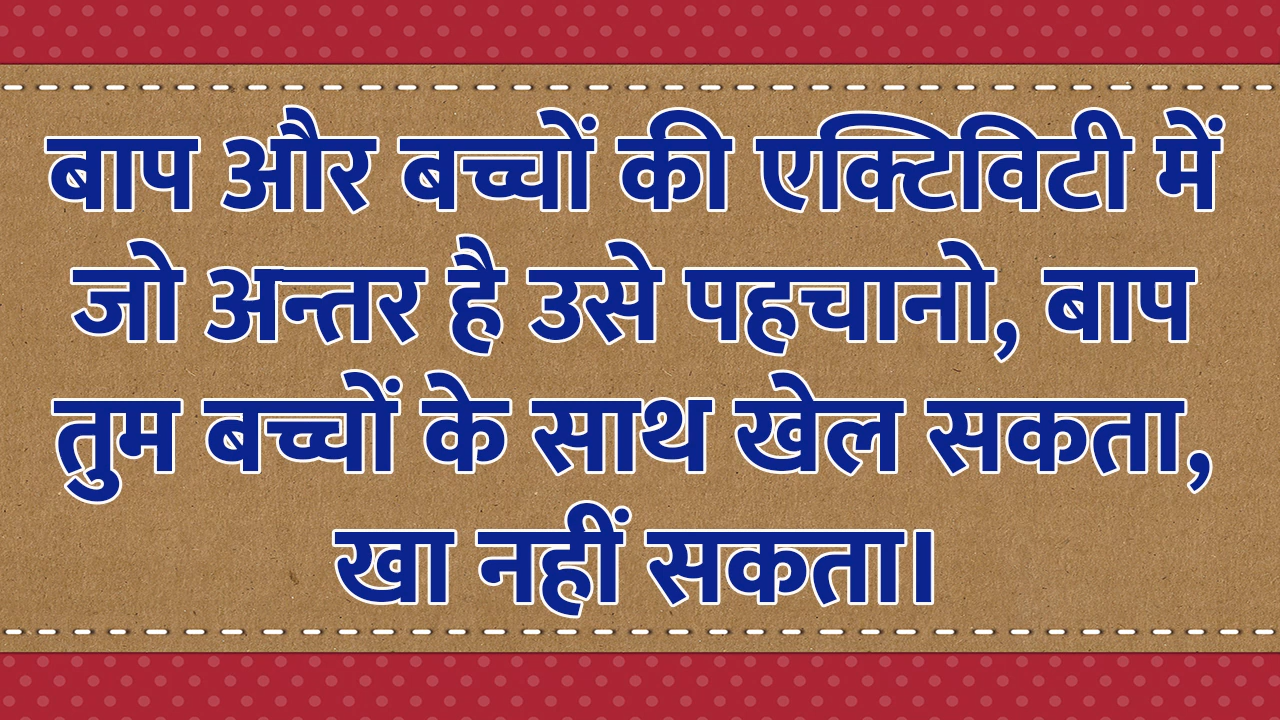 बाप और बच्चों की एक्टिविटी में
जो अन्तर है उसे पहचानो, बाप
तुम बच्चों के साथ खेल सकता,
खा नहीं सकता।